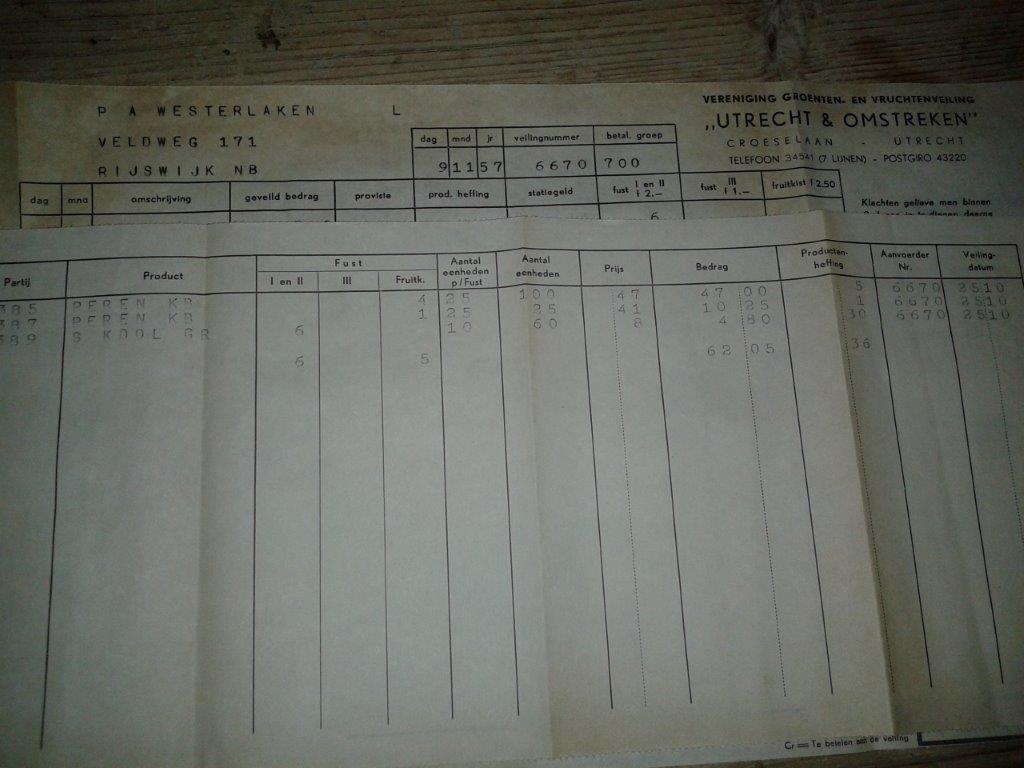 P A WESTERLAKEN L
VELDWEG 171
RIJSWIJK NB
VERENIGING GROENTEN- EN VRUCHTENVEILING
„UTRECHT & OMSTREKEN"
CROESELAAN - UTRECHT
TELEFOON 34541 (7 LIJNEN) - POSTGIRO 43220
dag mnd jr veilingnummer betal. groep
9 11 57 6670 700
dag mnd omschrijving geveild bedrag provisie prod. heffing statiegeld fust I en II f 2.— fust III f 1.— fruitkist f 2.50
Klachten gelieve men binnen
6
Partij Product Fust I en II III Fruitk. Aantal eenheden p/Fust Aantal eenheden Prijs Bedrag Producten-heffing Aanvoerder Nr. Veiling-datum
385 PEREN KB 4 25 100 47 47 00 5 6670 2510
387 PEREN KB 1 25 25 41 10 25 1 6670 2510
389 S KOOL GR 6 10 60 8 4 80 30 6670 2510
6 5 62 05 36
Cr = Te betalen aan de veiling